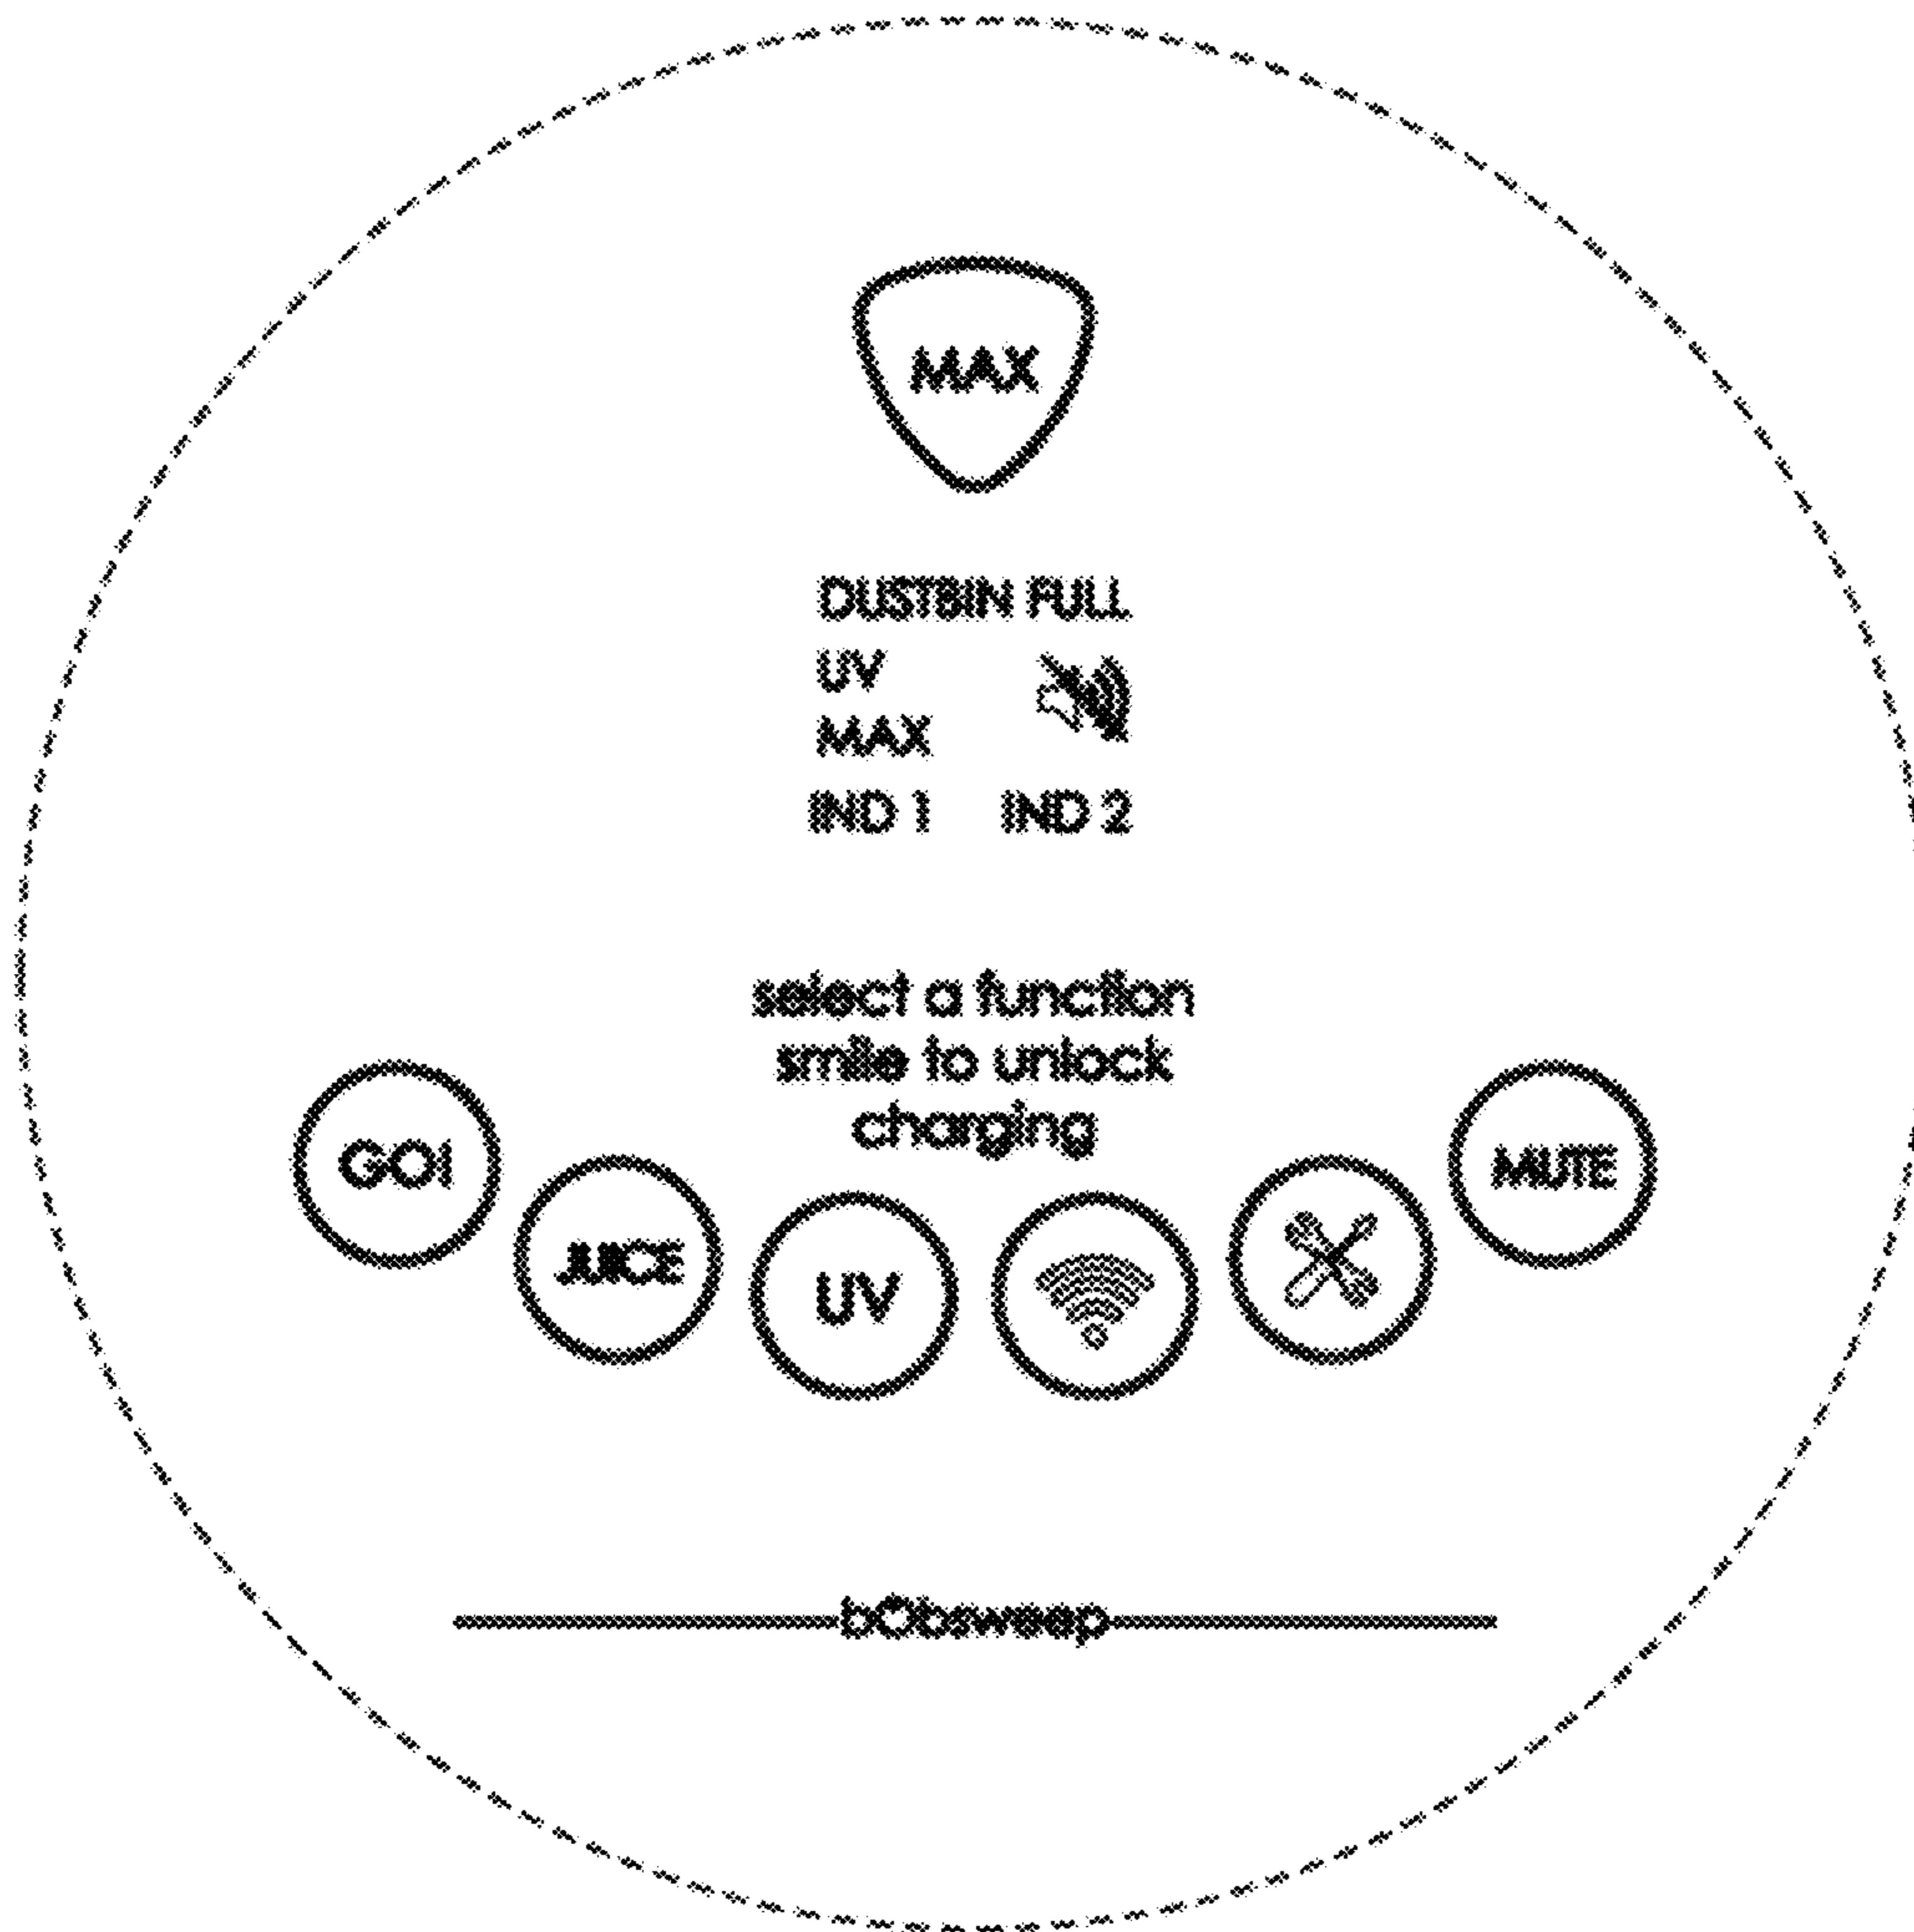 MAX
DUSTBIN FULL
UV
MAX
IND 1 IND 2
select a function
smile to unlock
charging
GO!
MUTE
JUICE
UV
bObsweep